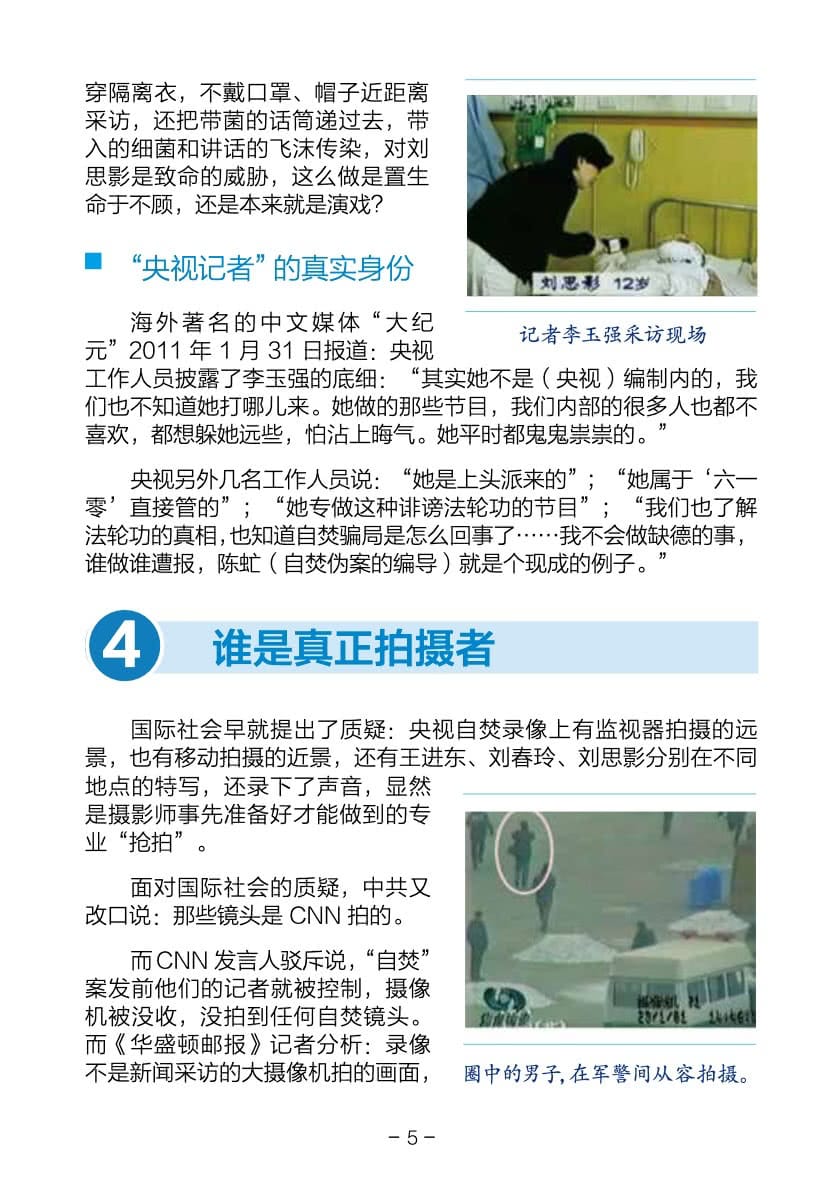 穿隔离衣，不戴口罩、帽子近距离
采访，还把带菌的话筒递过去，带
入的细菌和讲话的飞沫传染，对刘
思影是致命的威胁，这么做是置生
命于不顾，还是本来就是演戏？
刘思影 12岁
记者李玉强采访现场
“央视记者”的真实身份
海外著名的中文媒体“大纪
元”2011 年 1 月 31 日报道：央视
工作人员披露了李玉强的底细：“其实她不是（央视）编制内的，我
们也不知道她打哪儿来。她做的那些节目，我们内部的很多人也都不
喜欢，都想躲她远些，怕沾上晦气。她平时都鬼鬼祟祟的。”
央视另外几名工作人员说：“她是上头派来的”；“她属于‘六一
零’直接管的”；“她专做这种诽谤法轮功的节目”；“我们也了解
法轮功的真相，也知道自焚骗局是怎么回事了……我不会做缺德的事，
谁做谁遭报，陈虻（自焚伪案的编导）就是个现成的例子。”
4 谁是真正拍摄者
国际社会早就提出了质疑：央视自焚录像上有监视器拍摄的远
景，也有移动拍摄的近景，还有王进东、刘春玲、刘思影分别在不同
地点的特写，还录下了声音，显然
是摄影师事先准备好才能做到的专
业“抢拍”。
面对国际社会的质疑，中共又
改口说：那些镜头是 CNN 拍的。
而 CNN 发言人驳斥说，“自焚”
案发前他们的记者就被控制，摄像
机被没收，没拍到任何自焚镜头。
而《华盛顿邮报》记者分析：录像
不是新闻采访的大摄像机拍的画面，
圈中的男子，在军警间从容拍摄。
- 5 -